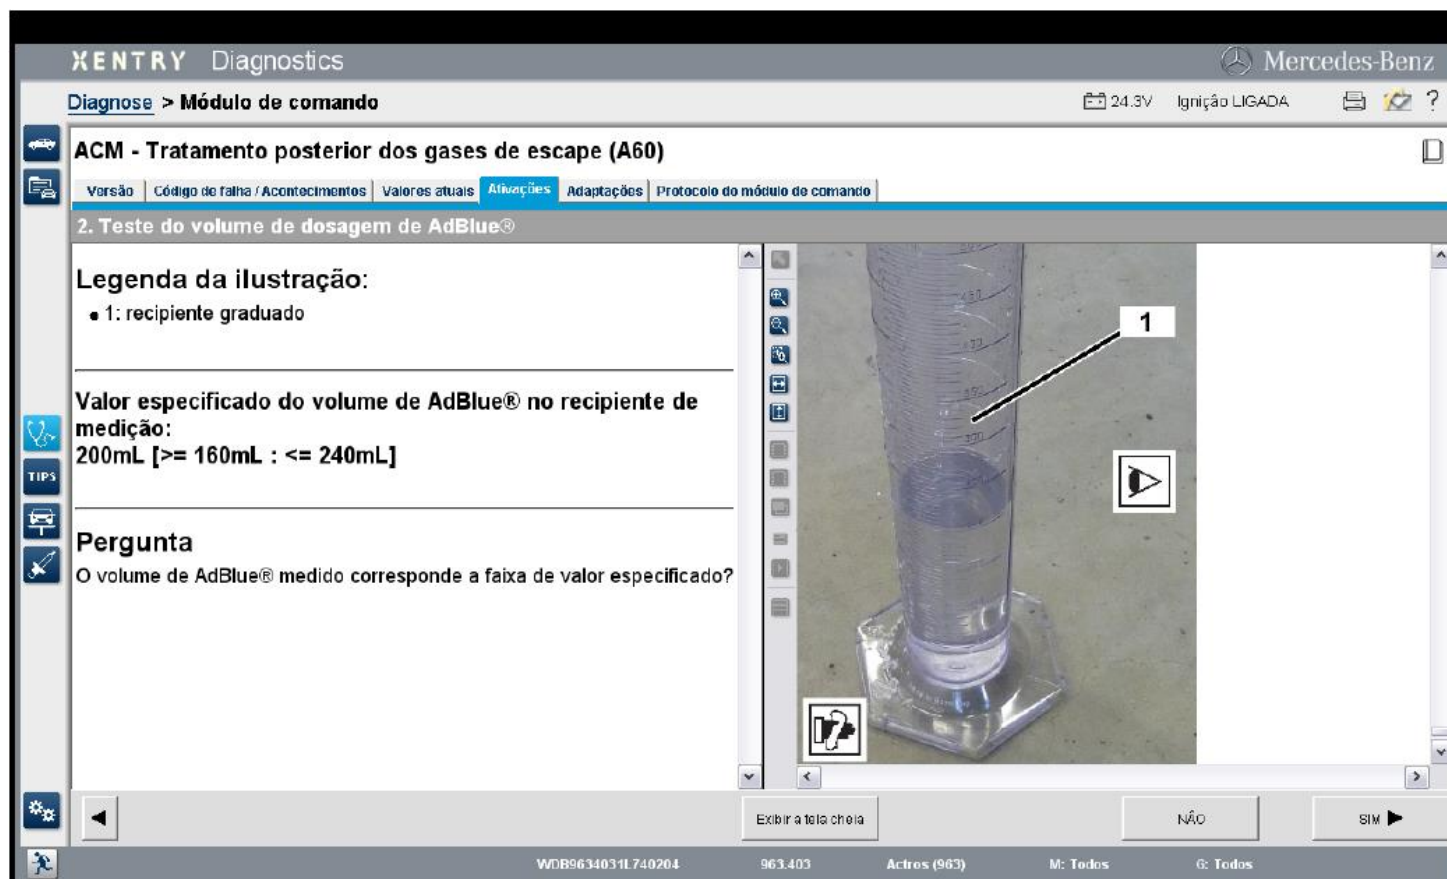 XENTRY Diagnostics
Mercedes-Benz
Diagnose > Módulo de comando
24.3V Ignição LIGADA ?
ACM - Tratamento posterior dos gases de escape (A60)
Versão Código de falha / Acontecimentos Valores atuais Ativações Adaptações Protocolo do módulo de comando
2. Teste do volume de dosagem de AdBlue®
Legenda da ilustração:
• 1: recipiente graduado
Valor especificado do volume de AdBlue® no recipiente de
medição:
200mL [>= 160mL : <= 240mL]
Pergunta
O volume de AdBlue® medido corresponde a faixa de valor especificado?
1
TIPS
Exibir a tela cheia
NÃO
SIM
WDB9634031L740204 963.403 Actros (963) M: Todos G: Todos